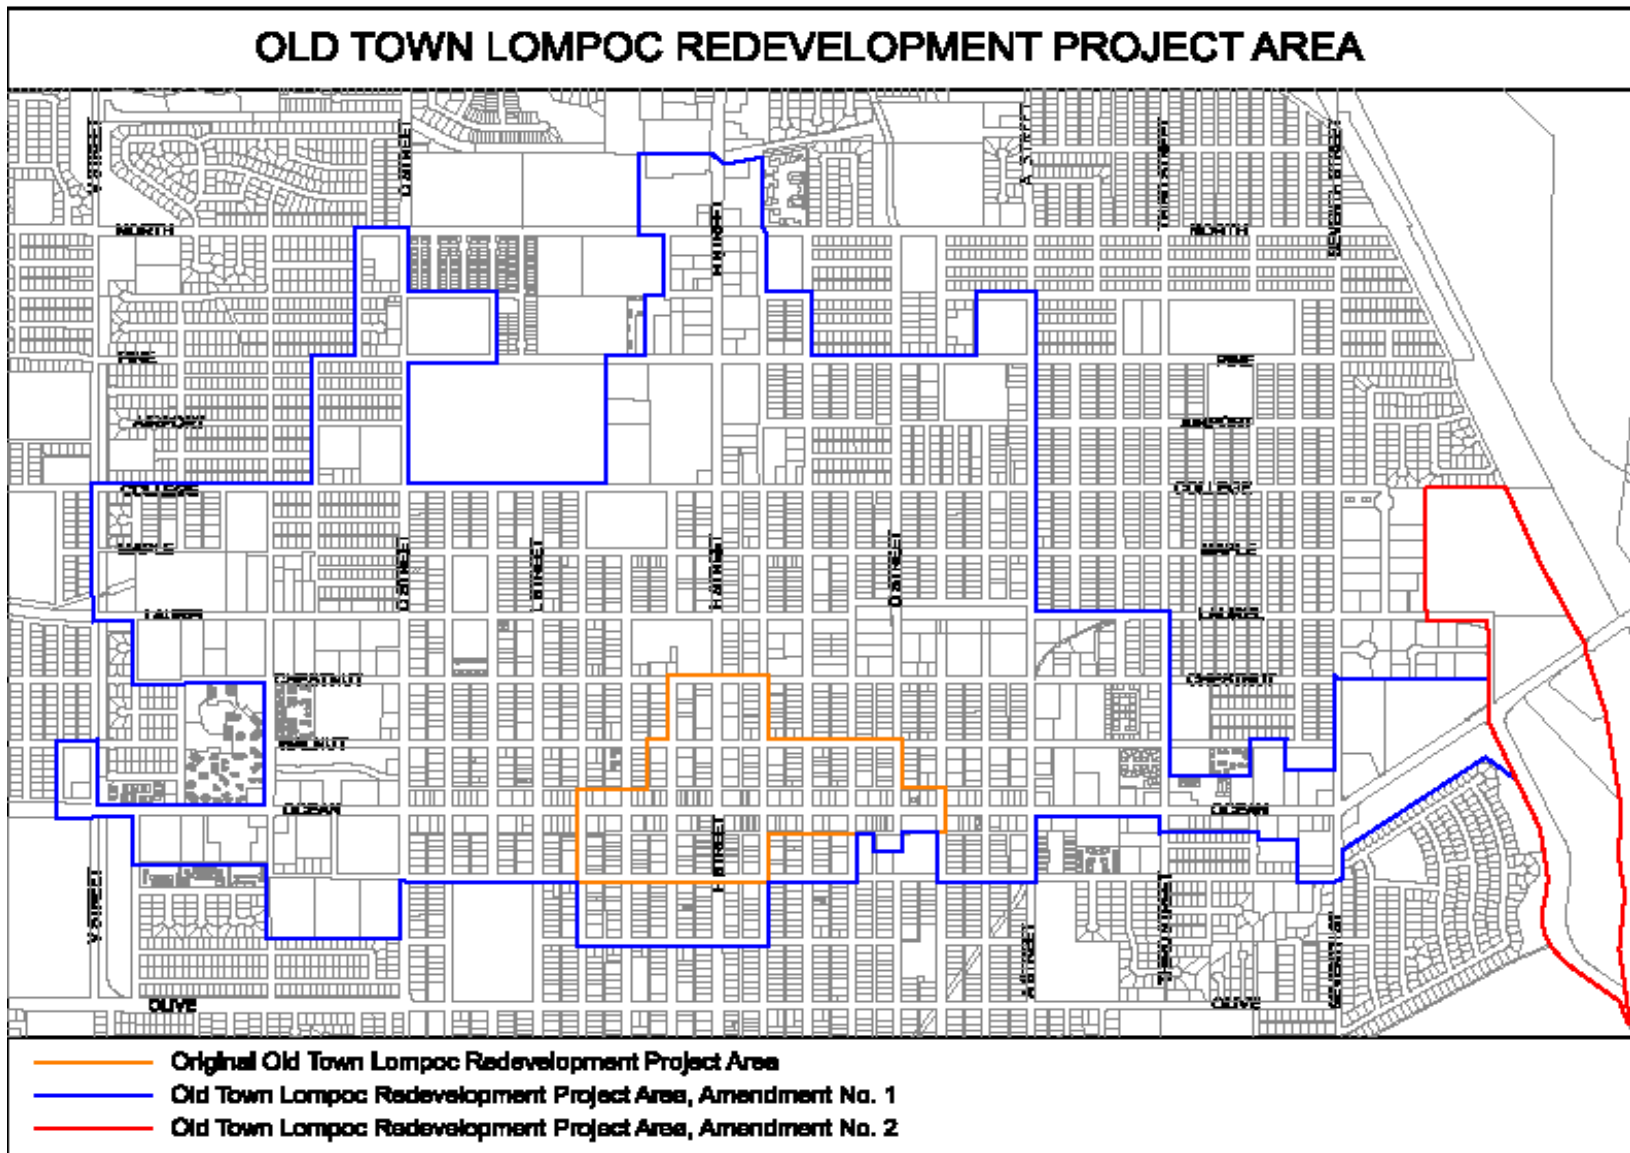 OLD TOWN LOMPOC REDEVELOPMENT PROJECT AREA
V STREET
O STREET
A STREET
THIRD STREET
SEVENTH STREET
H STREET
NORTH
NORTH
PINE
PINE
AIRPORT
AIRPORT
COLLEGE
COLLEGE
MAPLE
MAPLE
O STREET
L STREET
H STREET
D STREET
LAUREL
LAUREL
CHESTNUT
CHESTNUT
WALNUT
OCEAN
OCEAN
H STREET
V STREET
A STREET
THIRD STREET
SEVENTH ST
OLIVE
OLIVE
Original Old Town Lompoc Redevelopment Project Area
Old Town Lompoc Redevelopment Project Area, Amendment No. 1
Old Town Lompoc Redevelopment Project Area, Amendment No. 2